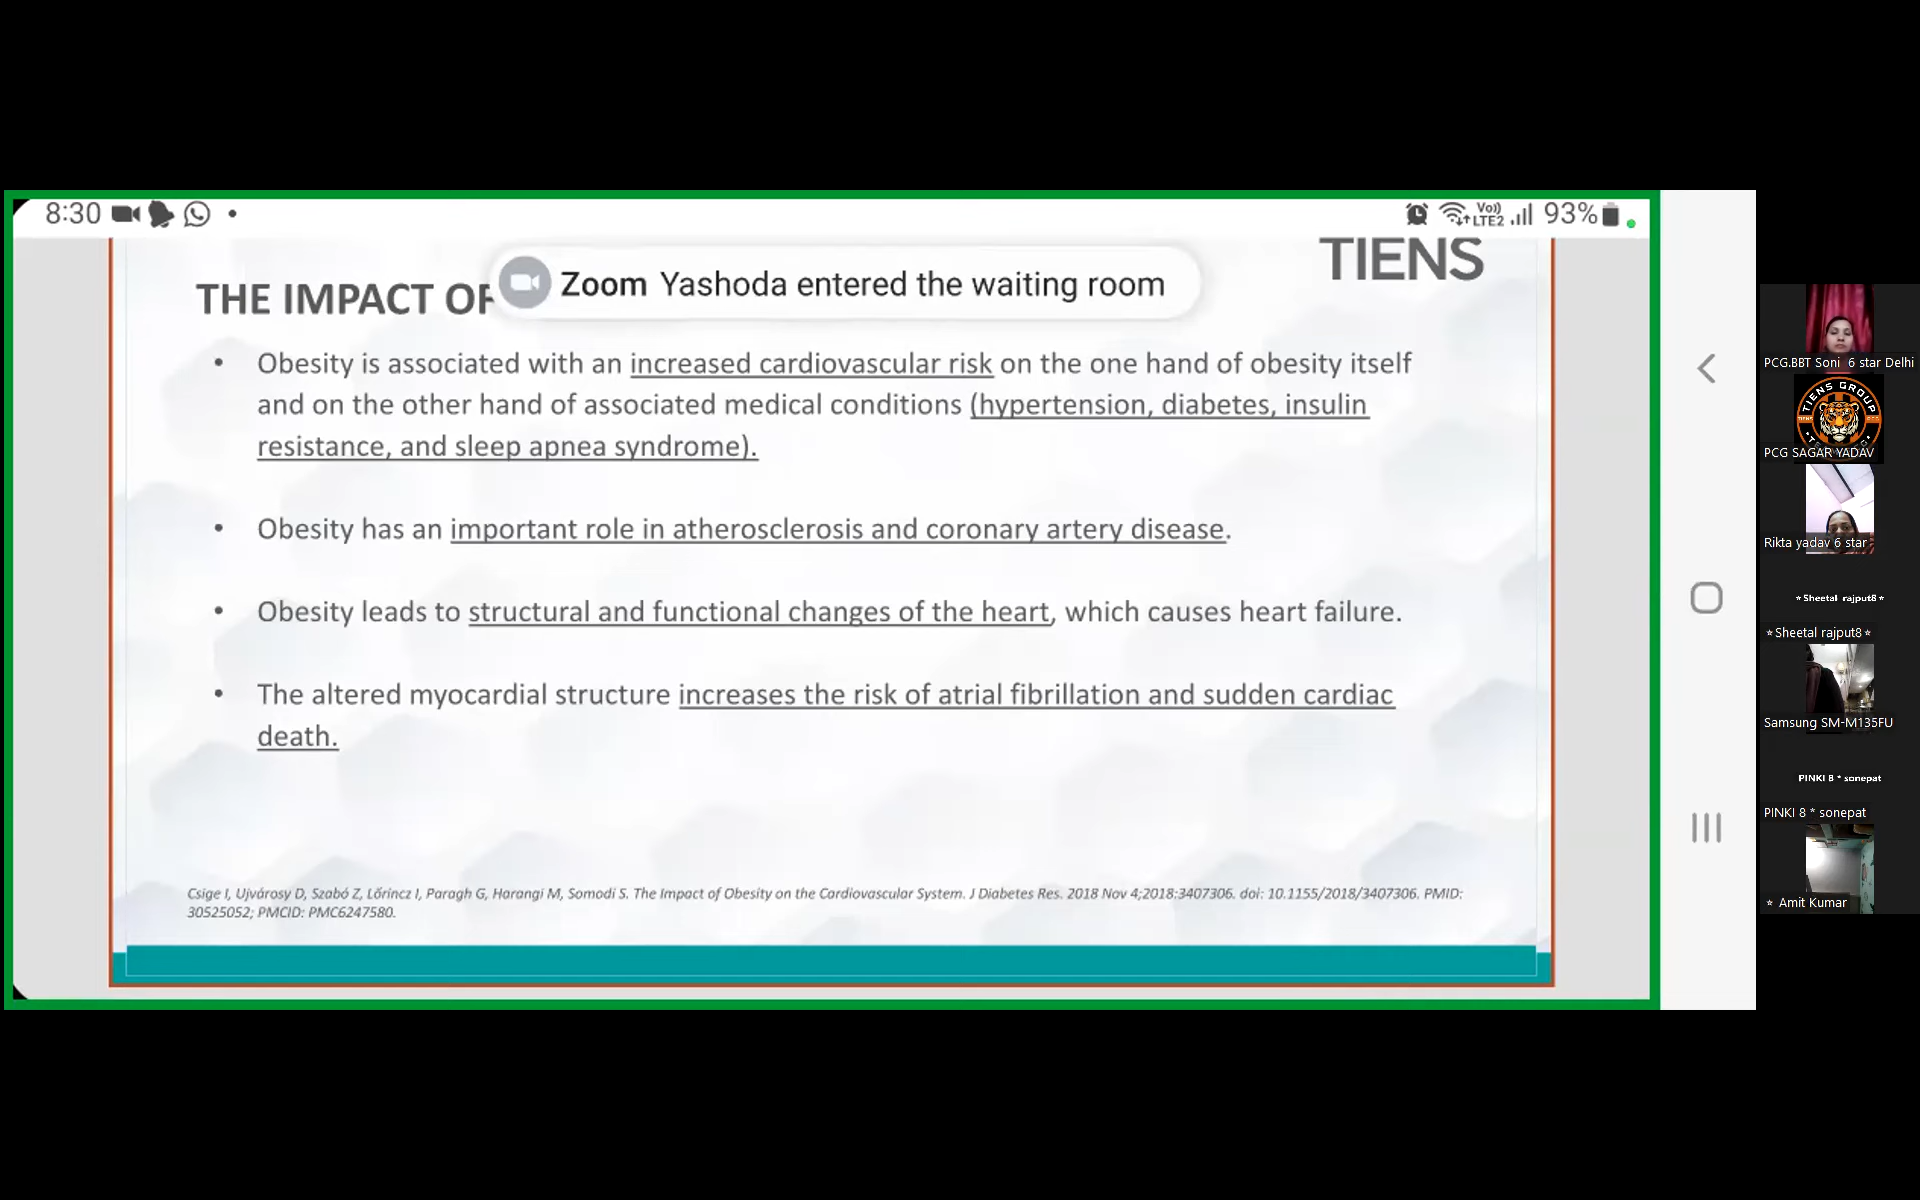 8:30
Vo))
LTE2
93%
TIENS
THE IMPACT OF
Zoom Yashoda entered the waiting room
• Obesity is associated with an increased cardiovascular risk on the one hand of obesity itself
and on the other hand of associated medical conditions (hypertension, diabetes, insulin
resistance, and sleep apnea syndrome).
• Obesity has an important role in atherosclerosis and coronary artery disease.
• Obesity leads to structural and functional changes of the heart, which causes heart failure.
• The altered myocardial structure increases the risk of atrial fibrillation and sudden cardiac
death.
Csige I, Ujvárosy D, Szabó Z, Lőrincz I, Paragh G, Harangi M, Somodi S. The Impact of Obesity on the Cardiovascular System. J Diabetes Res. 2018 Nov 4;2018:3407306. doi: 10.1155/2018/3407306. PMID:
30525052; PMCID: PMC6247580.
PCG.BBT Soni 6 star Delhi
TIENS GROUP
PCG SAGAR YADAV
Rikta yadav 6 star
⭑Sheetal rajput8⭑
⭑Sheetal rajput8⭑
Samsung SM-M135FU
PINKI 8 * sonepat
PINKI 8 * sonepat
⭑ Amit Kumar